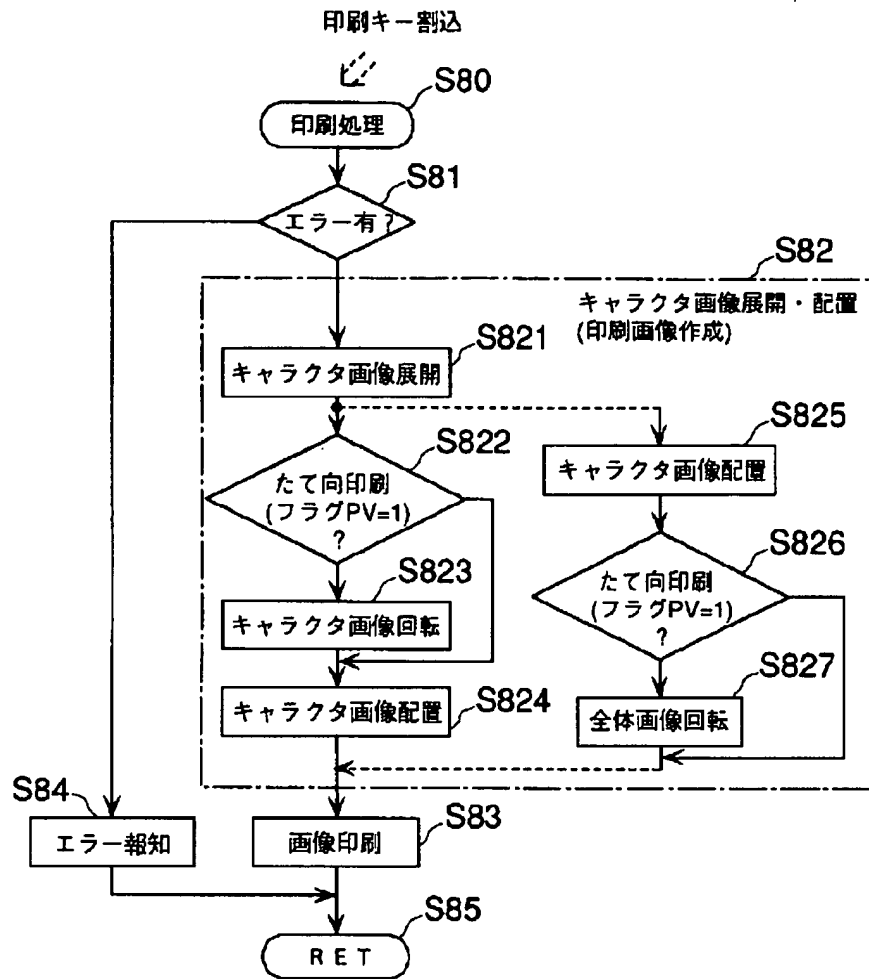 印刷キー割込
S80
印刷処理
S81
エラー有?
S82
キャラクタ画像展開・配置
(印刷画像作成)
S821
キャラクタ画像展開
S822
たて向印刷
(フラグPV=1)
?
S823
キャラクタ画像回転
S824
キャラクタ画像配置
S825
キャラクタ画像配置
S826
たて向印刷
(フラグPV=1)
?
S827
全体画像回転
S84
エラー報知
S83
画像印刷
S85
RET